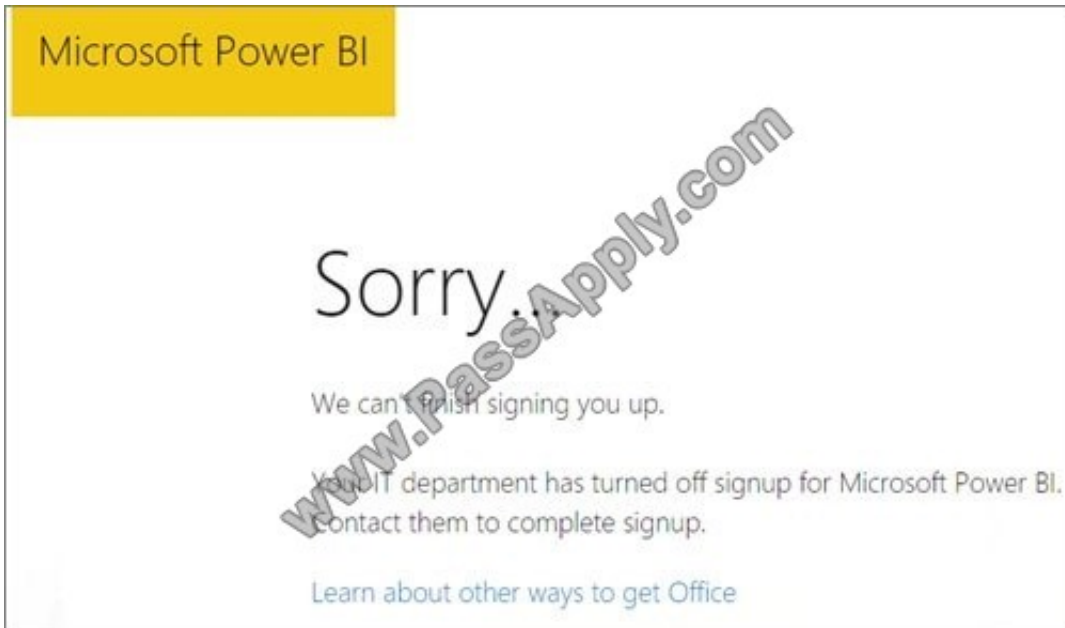 Microsoft Power BI
Sorry...
We can't finish signing you up.
Your IT department has turned off signup for Microsoft Power BI.
Contact them to complete signup.
Learn about other ways to get Office
www.PassApply.com